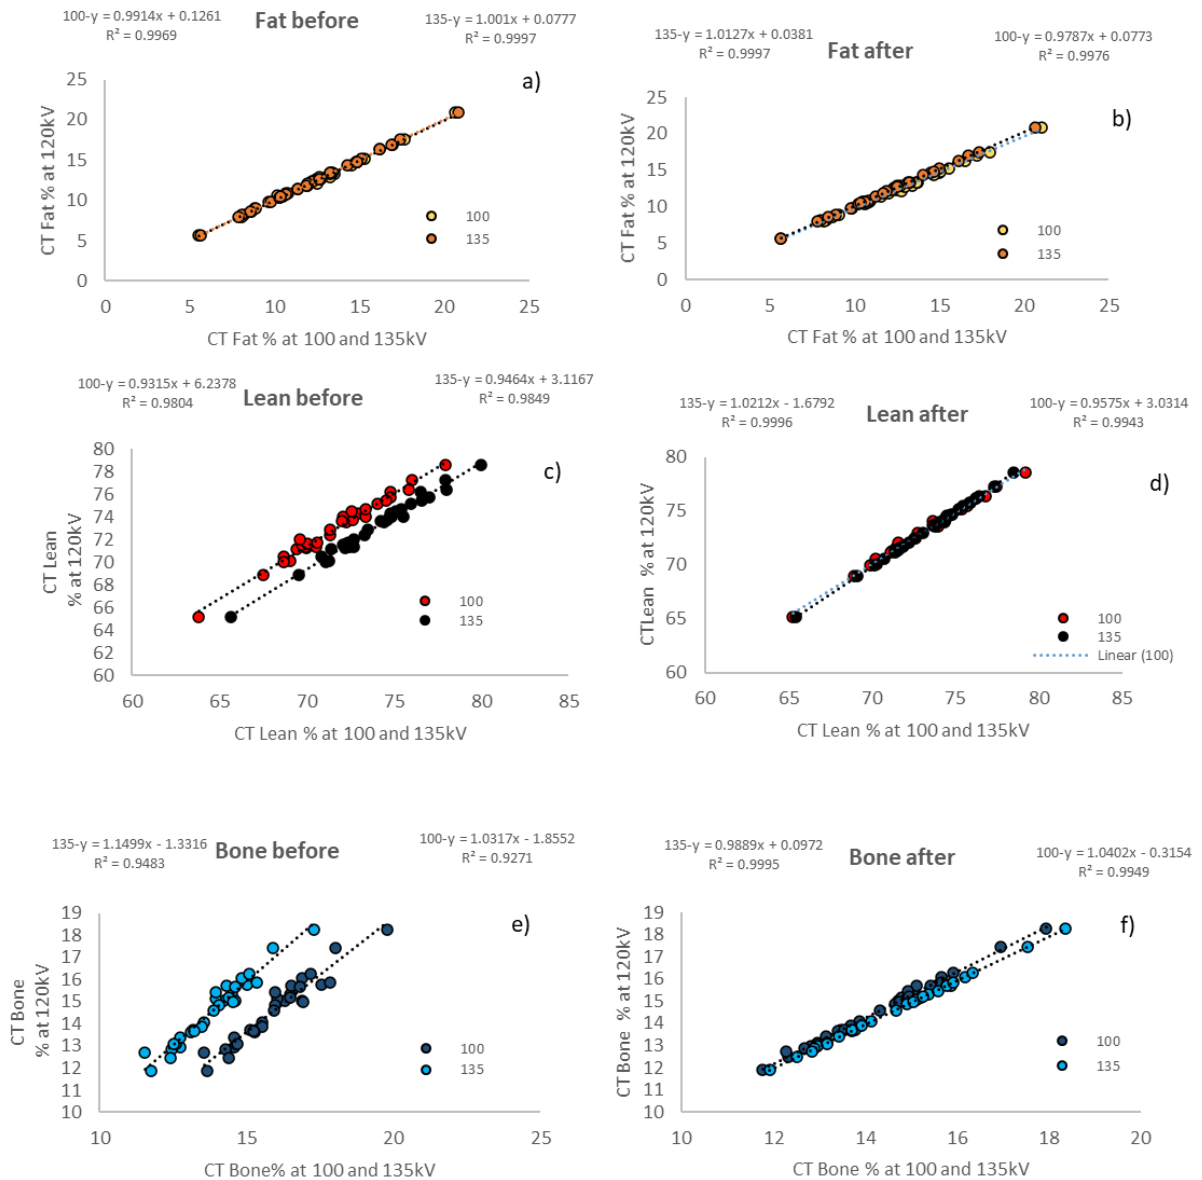 100-y = 0.9914x + 0.1261
R² = 0.9969
Fat before
135-y = 1.001x + 0.0777
R² = 0.9997
a)
25
20
15
10
5
0
CT Fat % at 120kV
100
135
0 5 10 15 20 25
CT Fat % at 100 and 135kV
135-y = 1.0127x + 0.0381
R² = 0.9997
Fat after
100-y = 0.9787x + 0.0773
R² = 0.9976
b)
25
20
15
10
5
0
CT Fat % at 120kV
100
135
0 5 10 15 20 25
CT Fat % at 100 and 135kV
100-y = 0.9315x + 6.2378
R² = 0.9804
Lean before
135-y = 0.9464x + 3.1167
R² = 0.9849
c)
80
78
76
74
72
70
68
66
64
62
60
CT Lean
% at 120kV
100
135
60 65 70 75 80 85
CT Lean % at 100 and 135kV
135-y = 1.0212x - 1.6792
R² = 0.9996
Lean after
100-y = 0.9575x + 3.0314
R² = 0.9943
d)
80
75
70
65
60
CTLean % at 120kV
100
135
Linear (100)
60 65 70 75 80 85
CT Lean % at 100 and 135kV
135-y = 1.1499x - 1.3316
R² = 0.9483
Bone before
100-y = 1.0317x - 1.8552
R² = 0.9271
e)
19
18
17
16
15
14
13
12
11
10
CT Bone
% at 120kV
100
135
10 15 20 25
CT Bone% at 100 and 135kV
135-y = 0.9889x + 0.0972
R² = 0.9995
Bone after
100-y = 1.0402x - 0.3154
R² = 0.9949
f)
19
18
17
16
15
14
13
12
11
10
CT Bone % at 120kV
100
135
10 12 14 16 18 20
CT Bone % at 100 and 135kV